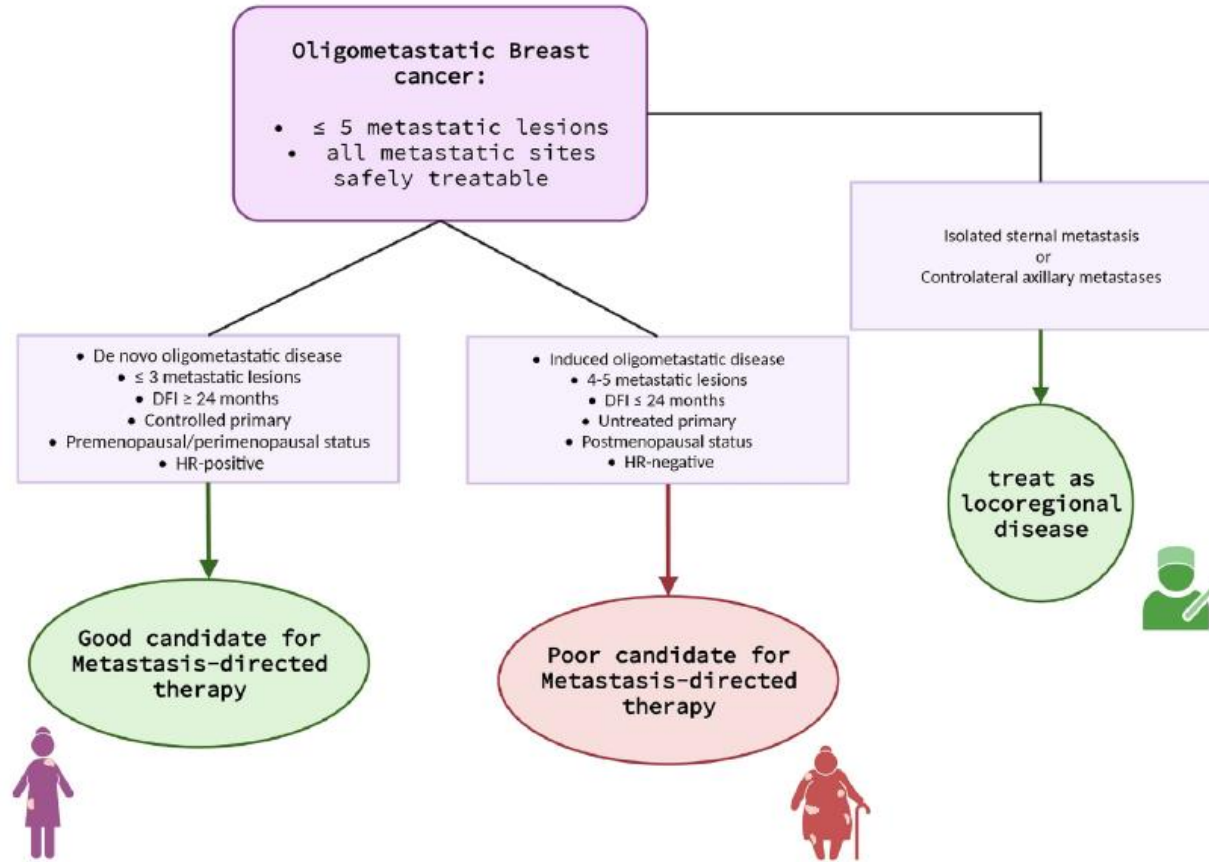 Oligometastatic Breast
cancer:
• ≤ 5 metastatic lesions
• all metastatic sites
safely treatable
Isolated sternal metastasis
or
Controlateral axillary metastases
• De novo oligometastatic disease
• ≤ 3 metastatic lesions
• DFI ≥ 24 months
• Controlled primary
• Premenopausal/perimenopausal status
• HR-positive
• Induced oligometastatic disease
• 4-5 metastatic lesions
• DFI ≤ 24 months
• Untreated primary
• Postmenopausal status
• HR-negative
treat as
locoregional
disease
Good candidate for
Metastasis-directed
therapy
Poor candidate for
Metastasis-directed
therapy